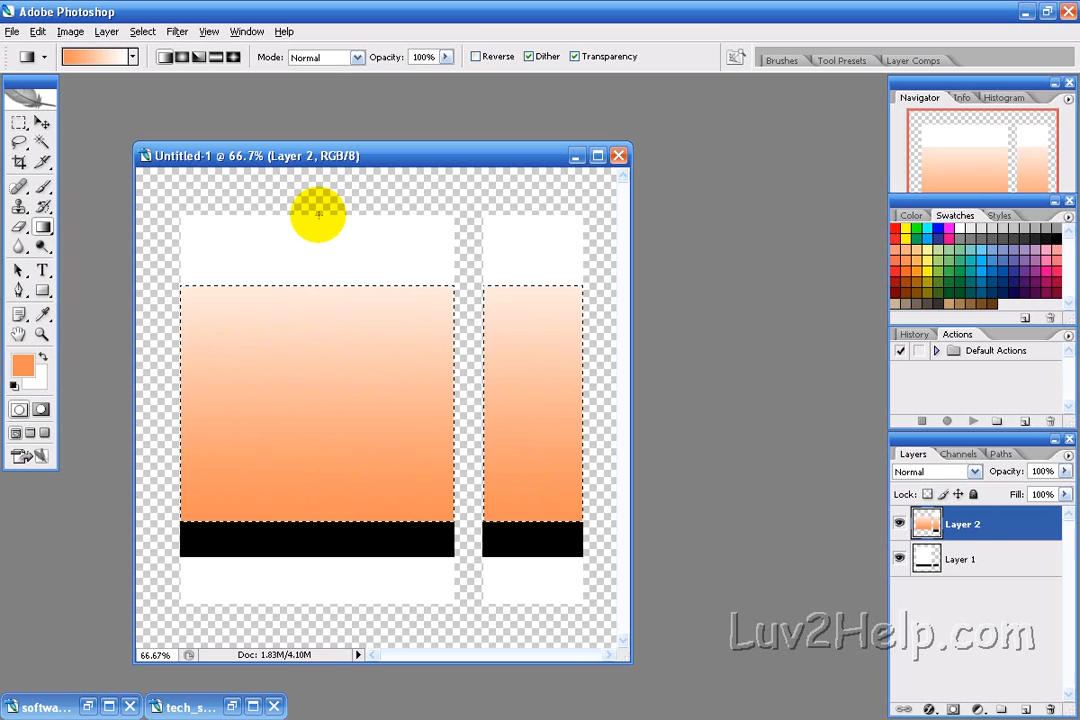 Adobe Photoshop
File Edit Image Layer Select Filter View Window Help
Mode: Normal Opacity: 100% Reverse Dither Transparency
Brushes Tool Presets Layer Comps
Navigator Info Histogram
Untitled-1 @ 66.7% (Layer 2, RGB/8)
Color Swatches Styles
History Actions
Default Actions
Layers Channels Paths
Normal Opacity: 100%
Lock: Fill: 100%
Layer 2
Layer 1
Luv2Help.com
66.67% Doc: 1.83M/4.10M
softwa... tech_s...